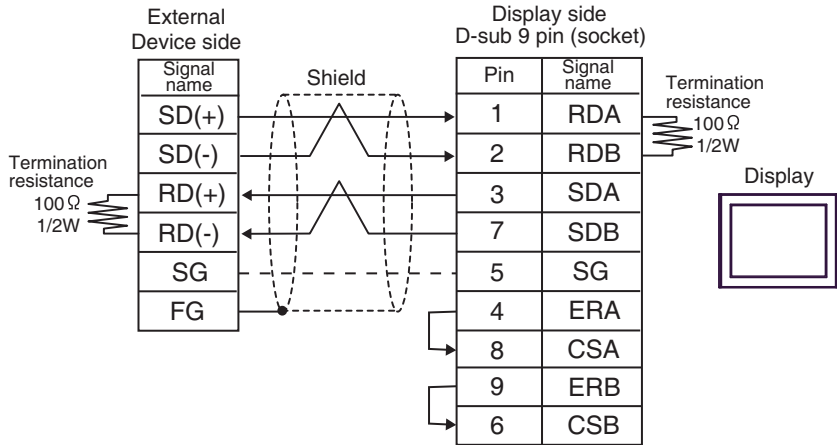 External
Device side
Display side
D-sub 9 pin (socket)
Signal
name
Shield
Pin
Signal
name
SD(+)
1
RDA
SD(-)
2
RDB
Termination
resistance
100Ω
1/2W
RD(+)
3
SDA
RD(-)
7
SDB
Termination
resistance
100Ω
1/2W
Display
SG
5
SG
FG
4
ERA
8
CSA
9
ERB
6
CSB